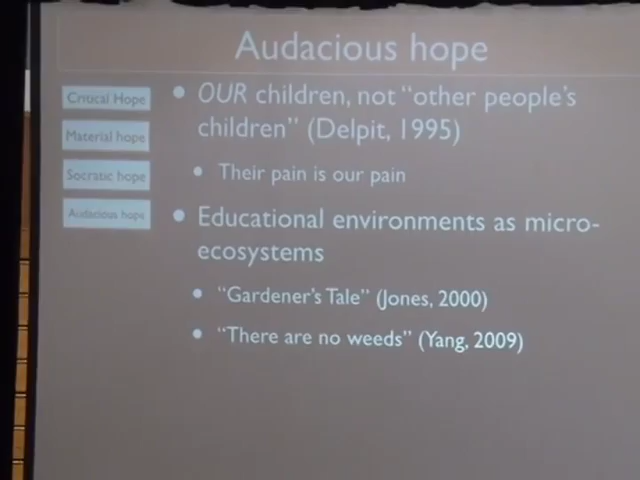 Audacious hope
Critical Hope
Material hope
Socratic hope
Audacious hope
• OUR children, not “other people’s
children” (Delpit, 1995)
• Their pain is our pain
• Educational environments as micro-
ecosystems
• “Gardener’s Tale” (Jones, 2000)
• “There are no weeds” (Yang, 2009)